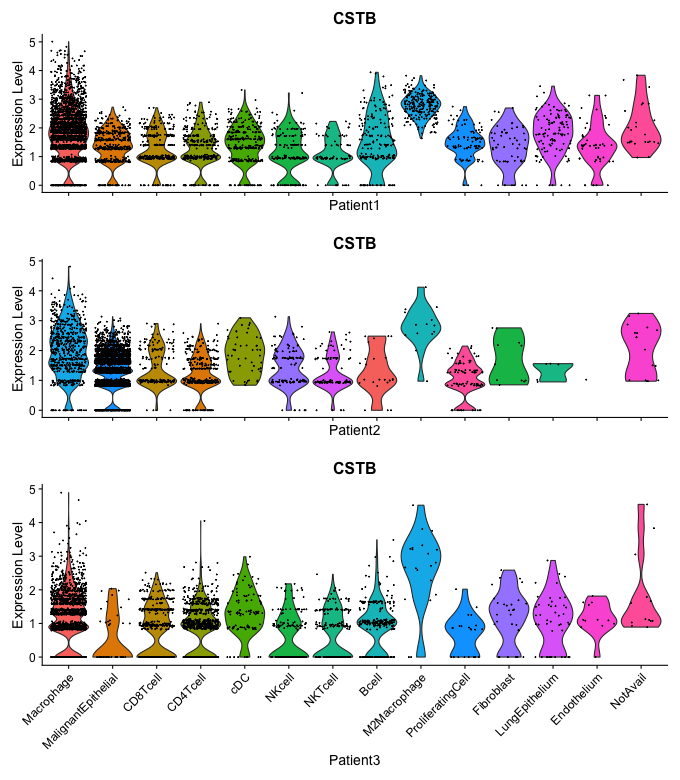 CSTB
Expression Level
5
4
3
2
1
0
Patient1
CSTB
Expression Level
5
4
3
2
1
0
Patient2
CSTB
Expression Level
5
4
3
2
1
0
Macrophage
MalignantEpithelial
CD8Tcell
CD4Tcell
cDC
NKcell
NKTcell
Bcell
M2Macrophage
ProliferatingCell
Fibroblast
LungEpithelium
Endothelium
NotAvail
Patient3